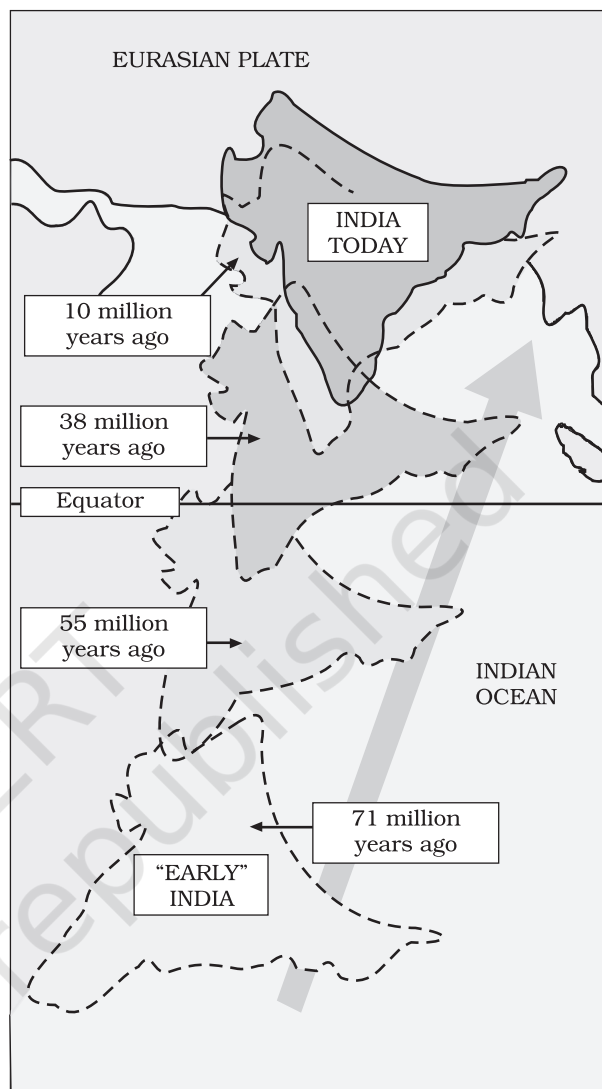 EURASIAN PLATE
INDIA
TODAY
10 million
years ago
38 million
years ago
Equator
55 million
years ago
INDIAN
OCEAN
71 million
years ago
“EARLY”
INDIA
republished